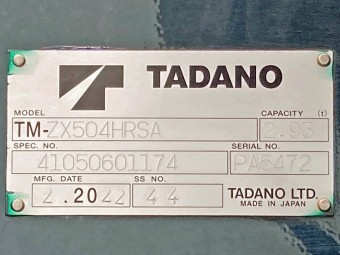 TADANO
MODEL CAPACITY (t)
TM-ZX504HRSA 2.93
SPEC. NO. SERIAL NO.
41050601174 PA5472
MFG. DATE SS NO.
2.2022 44 TADANO LTD.
MADE IN JAPAN